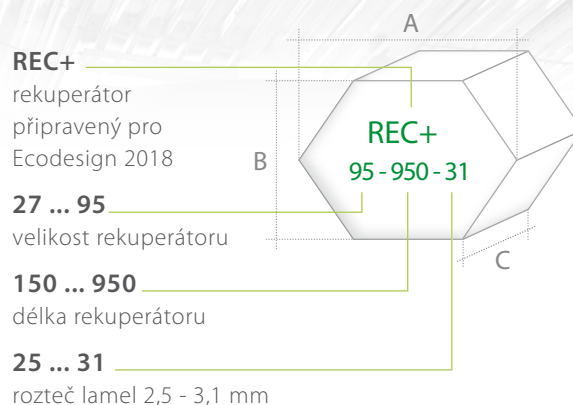 REC+
rekuperátor
připravený pro
Ecodesign 2018
27 ... 95
velikost rekuperátoru
150 ... 950
délka rekuperátoru
25 ... 31
rozteč lamel 2,5 - 3,1 mm
A
B
C
REC+
95 - 950 - 31